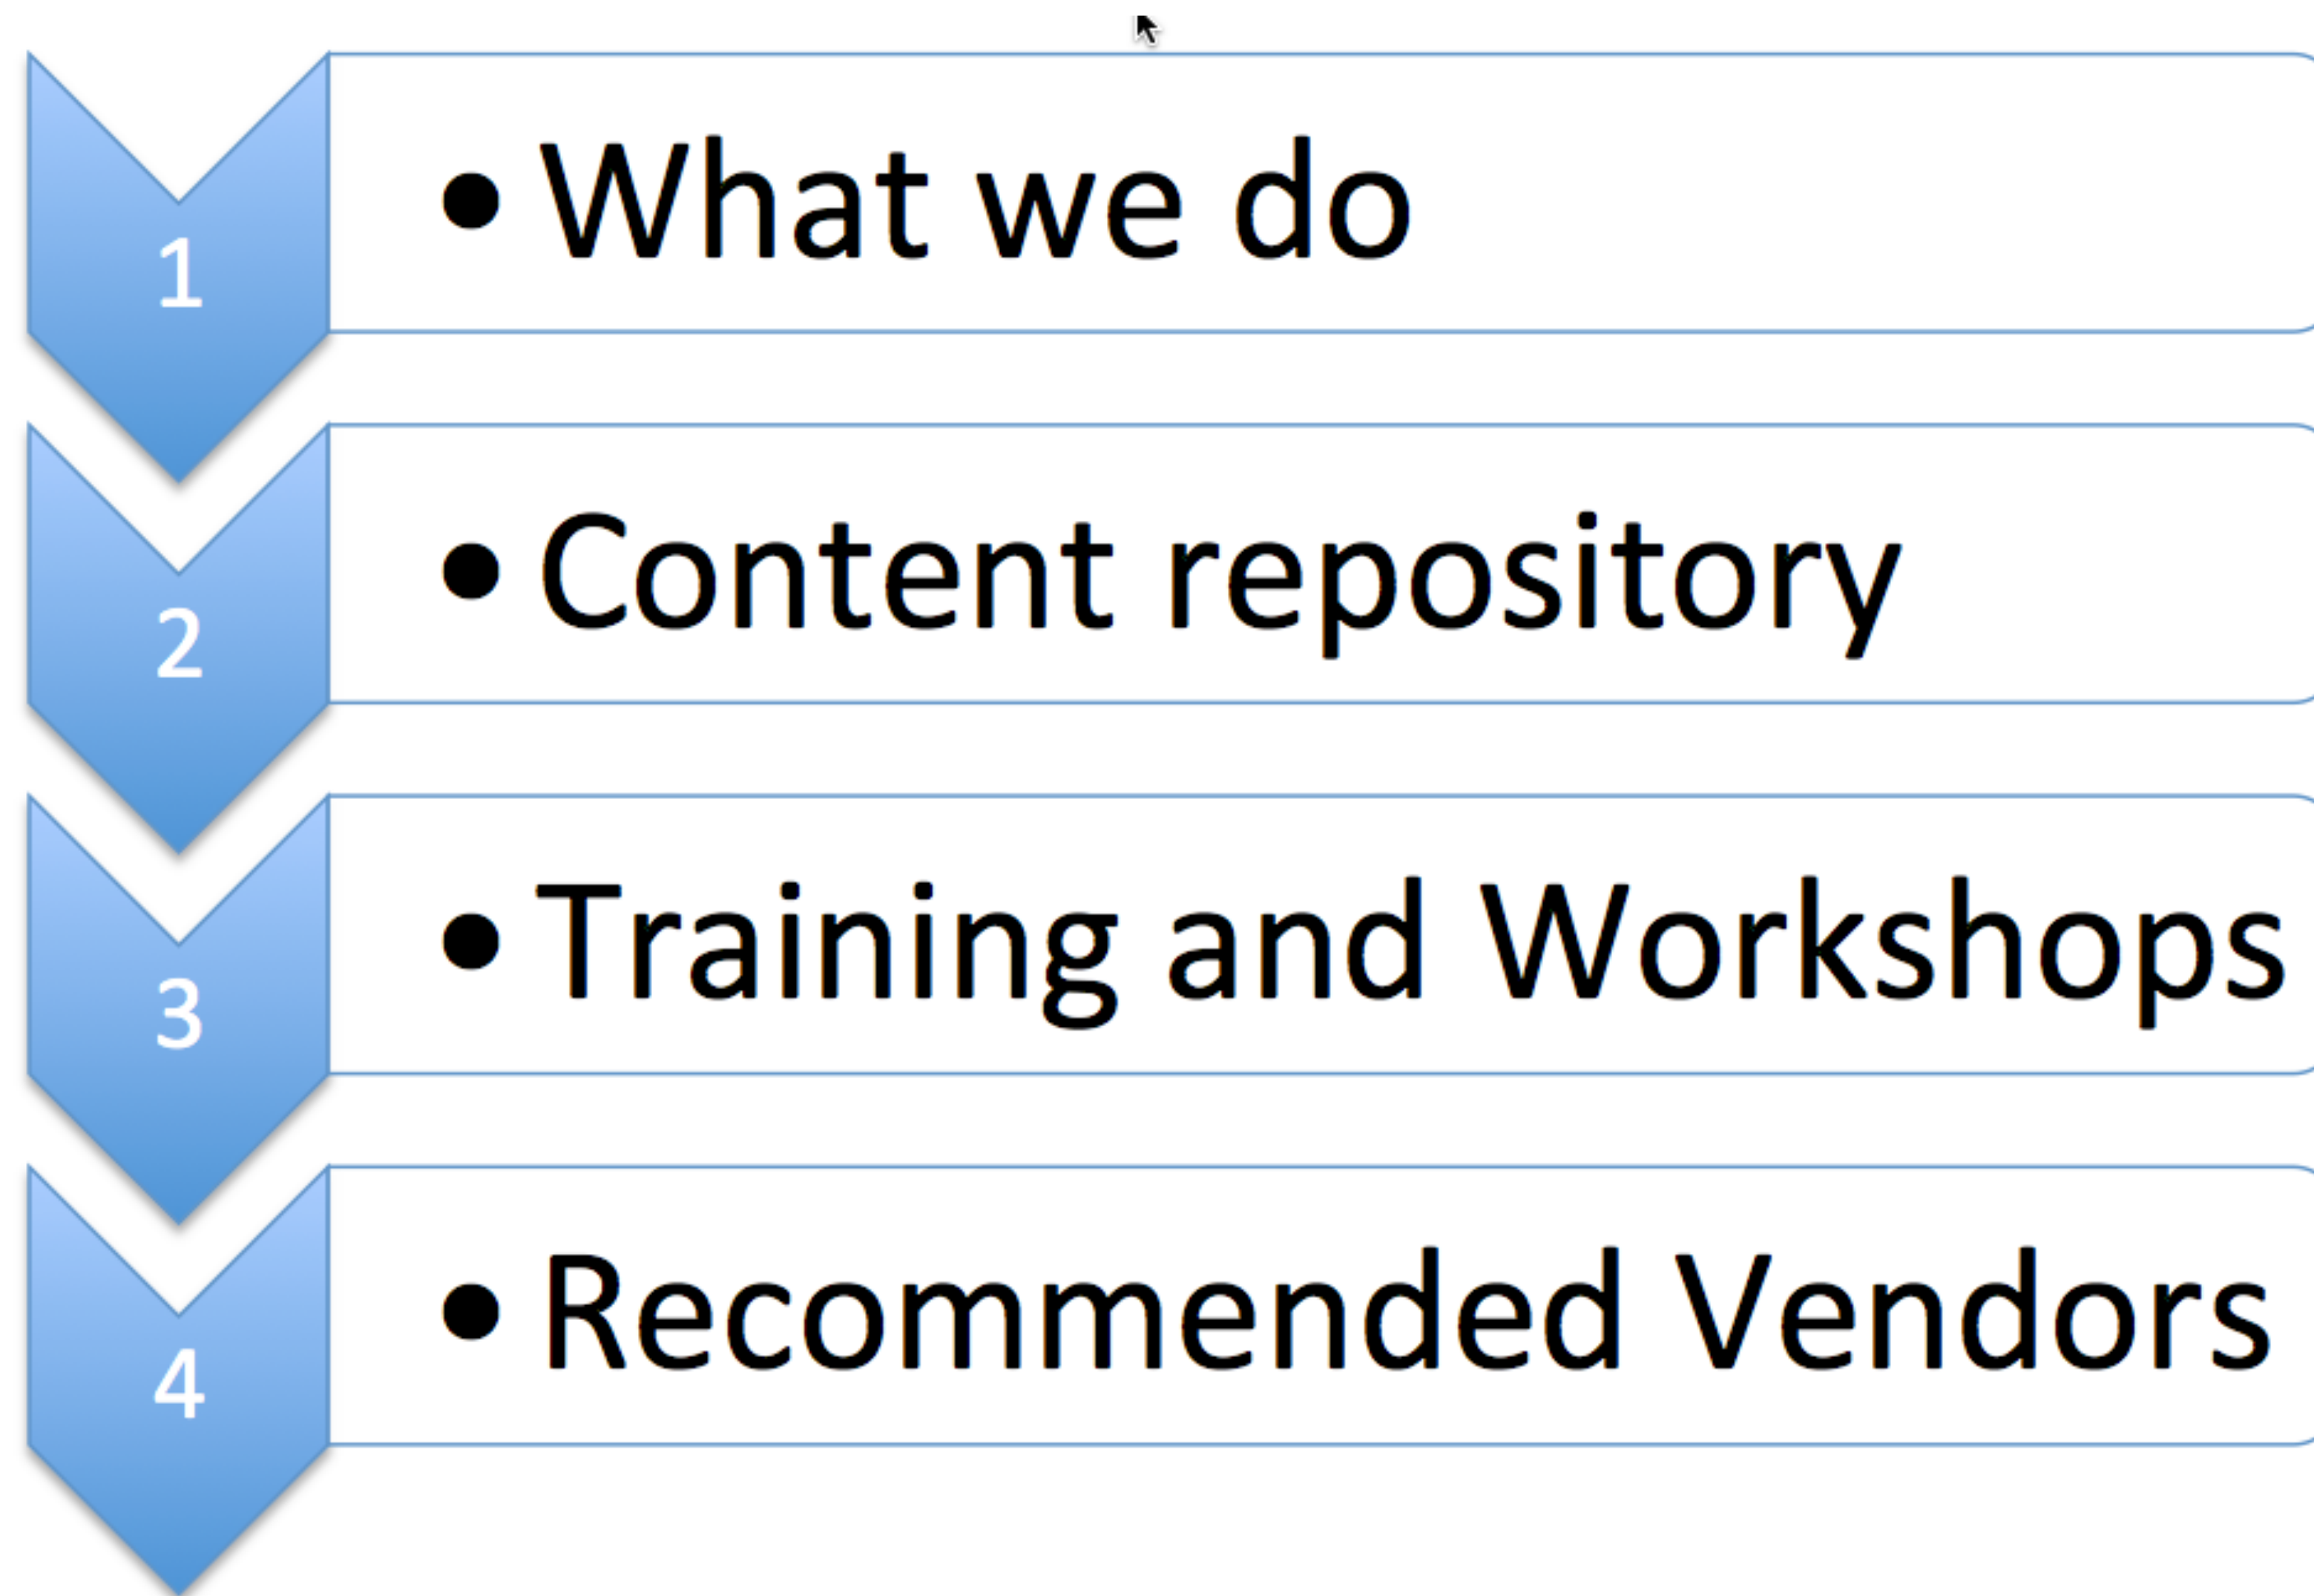 1
• What we do
2
• Content repository
3
• Training and Workshops
4
• Recommended Vendors